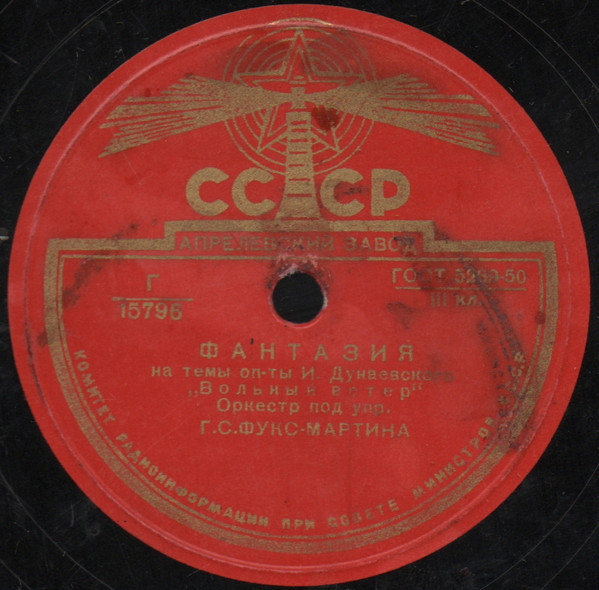 СССР
АПРЕЛЕВСКИЙ ЗАВОД
Г
15796
ГОСТ 5289-50
III кл.
ФАНТАЗИЯ
на темы оп-ты И. Дунаевского
„Вольный ветер"
Оркестр под упр.
Г.С.ФУКС-МАРТИНА
КОМИТЕТ РАДИОИНФОРМАЦИИ ПРИ СОВЕТЕ МИНИСТРОВ СССР